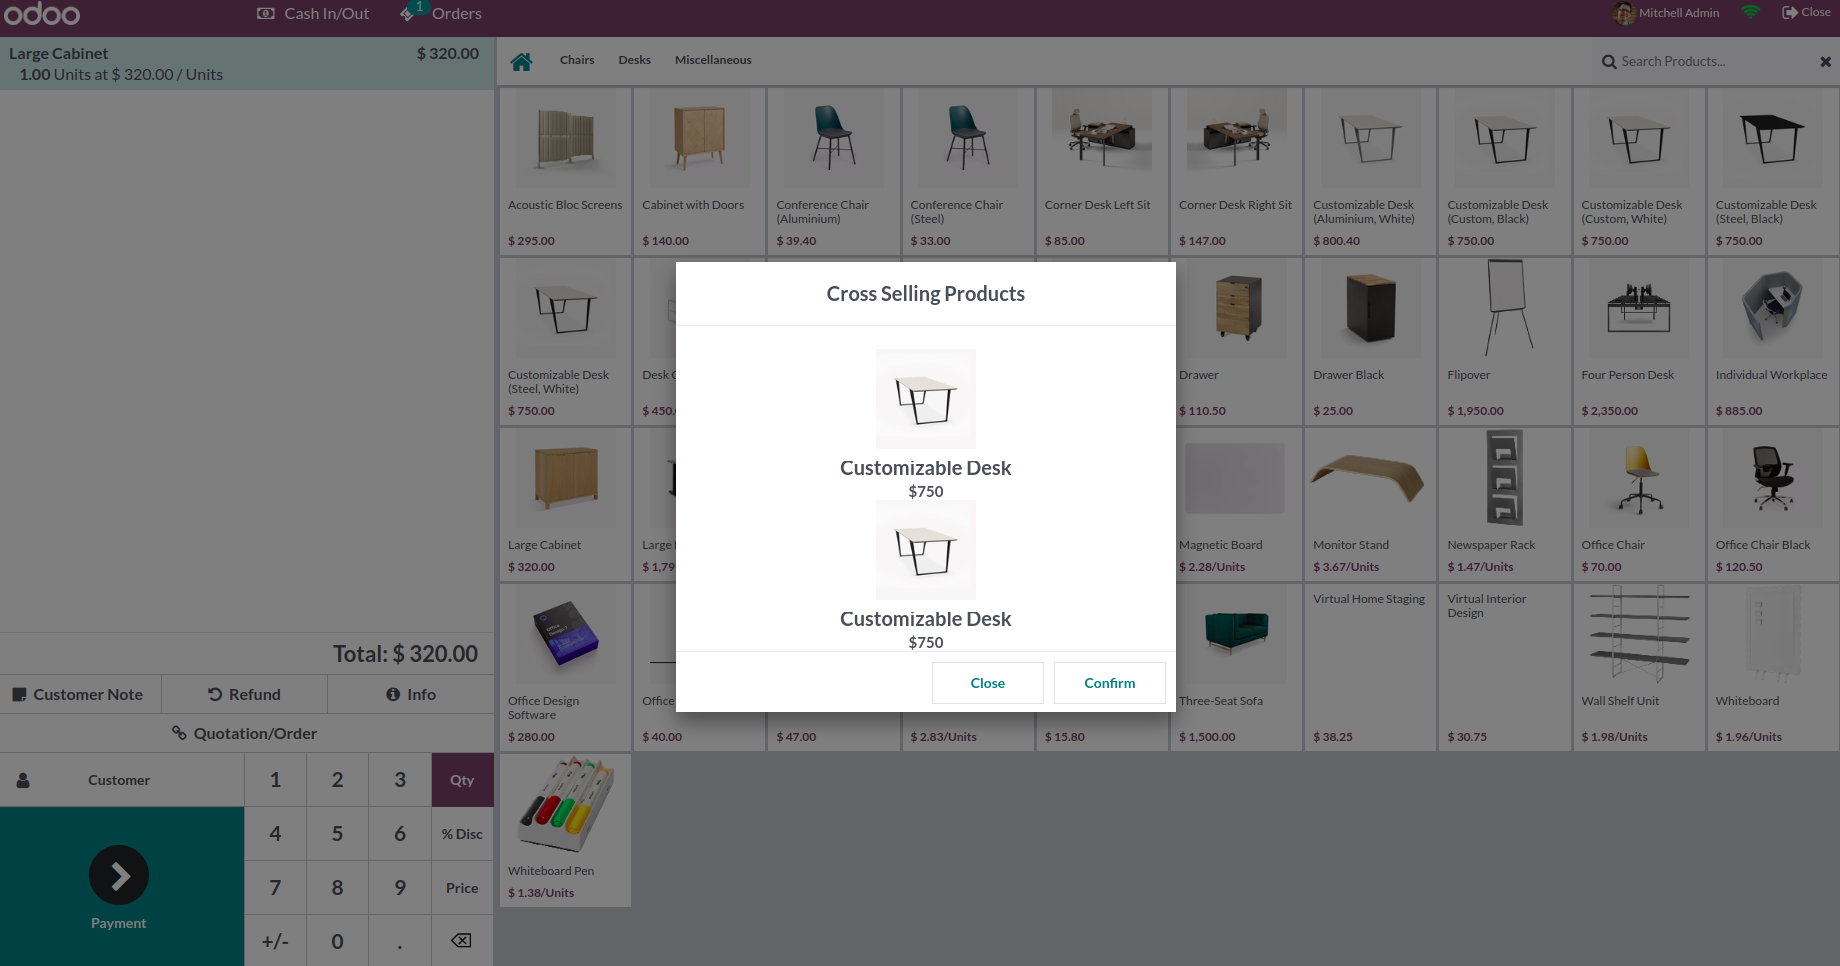 odoo
Cash In/Out
1
Orders
Mitchell Admin
Close
Large Cabinet
$ 320.00
1.00 Units at $ 320.00 / Units
Chairs
Desks
Miscellaneous
Search Products...
Acoustic Bloc Screens
$ 295.00
Cabinet with Doors
$ 140.00
Conference Chair
(Aluminium)
$ 39.40
Conference Chair
(Steel)
$ 33.00
Corner Desk Left Sit
$ 85.00
Corner Desk Right Sit
$ 147.00
Customizable Desk
(Aluminium, White)
$ 800.40
Customizable Desk
(Custom, Black)
$ 750.00
Customizable Desk
(Custom, White)
$ 750.00
Customizable Desk
(Steel, Black)
$ 750.00
Customizable Desk
(Steel, White)
$ 750.00
Desk C
$ 450.
Drawer
$ 110.50
Drawer Black
$ 25.00
Flipover
$ 1,950.00
Four Person Desk
$ 2,350.00
Individual Workplace
$ 885.00
Cross Selling Products
Customizable Desk
$750
Customizable Desk
$750
Close
Confirm
Large Cabinet
$ 320.00
Large
$ 1,79
Magnetic Board
$ 2.28/Units
Monitor Stand
$ 3.67/Units
Newspaper Rack
$ 1.47/Units
Office Chair
$ 70.00
Office Chair Black
$ 120.50
Office
Design 7
Office Design
Software
$ 280.00
Office
$ 40.00
$ 47.00
$ 2.83/Units
$ 15.80
Three-Seat Sofa
$ 1,500.00
Virtual Home Staging
$ 38.25
Virtual Interior
Design
$ 30.75
Wall Shelf Unit
$ 1.98/Units
Whiteboard
$ 1.96/Units
Whiteboard Pen
$ 1.38/Units
Total: $ 320.00
Customer Note
Refund
Info
Quotation/Order
Customer
1
2
3
Qty
4
5
6
% Disc
7
8
9
Price
+/-
0
.
Payment